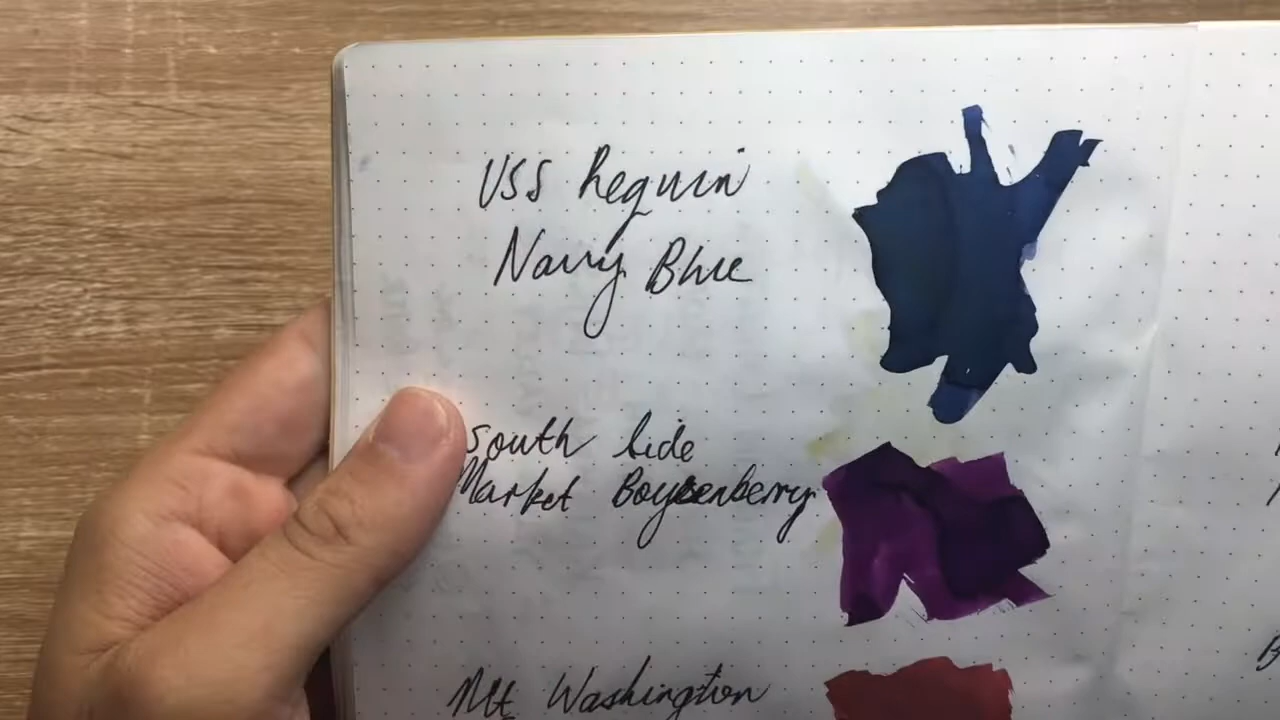 USS Requin
Navy Blue
South Side
Market Boysenberry
Mt Washington